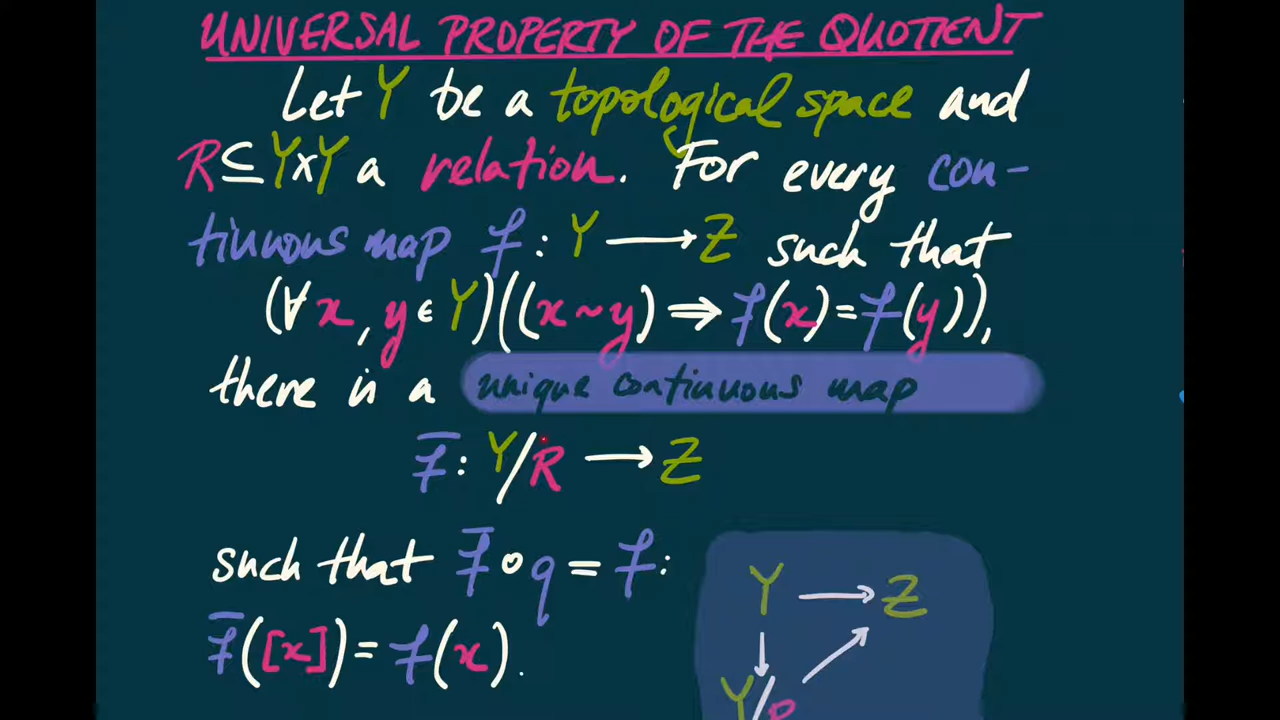 UNIVERSAL PROPERTY OF THE QUOTIENT
Let Y be a topological space and
R ⊆ Y×Y a relation. For every con-
tinuous map f : Y ⟶ Z such that
(∀ x, y ∈ Y)((x ~ y) ⇒ f(x) = f(y)),
there is a unique continuous map
f̅ : Y/R ⟶ Z
such that f̅ ∘ q = f :
f̅([x]) = f(x).
Y ⟶ Z
Y/R